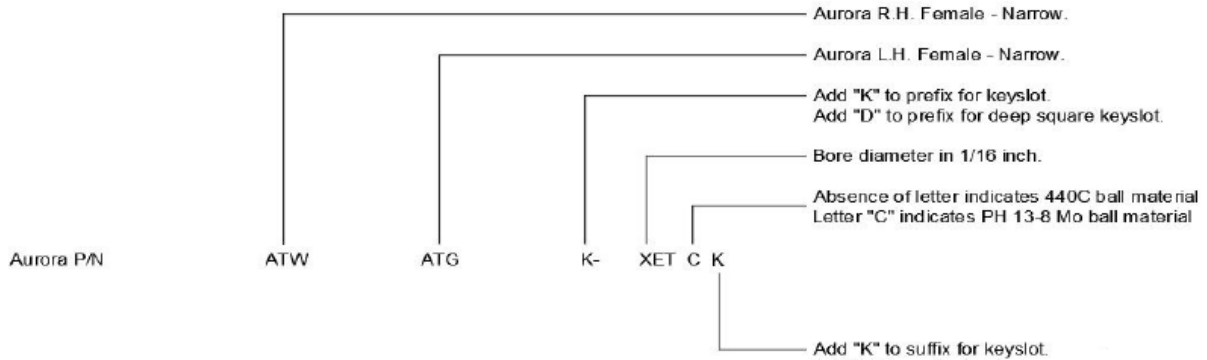 Aurora R.H. Female - Narrow.
Aurora L.H. Female - Narrow.
Add "K" to prefix for keyslot.
Add "D" to prefix for deep square keyslot.
Bore diameter in 1/16 inch.
Absence of letter indicates 440C ball material
Letter "C" indicates PH 13-8 Mo ball material
Aurora P/N ATW ATG K- XET C K
Add "K" to suffix for keyslot.